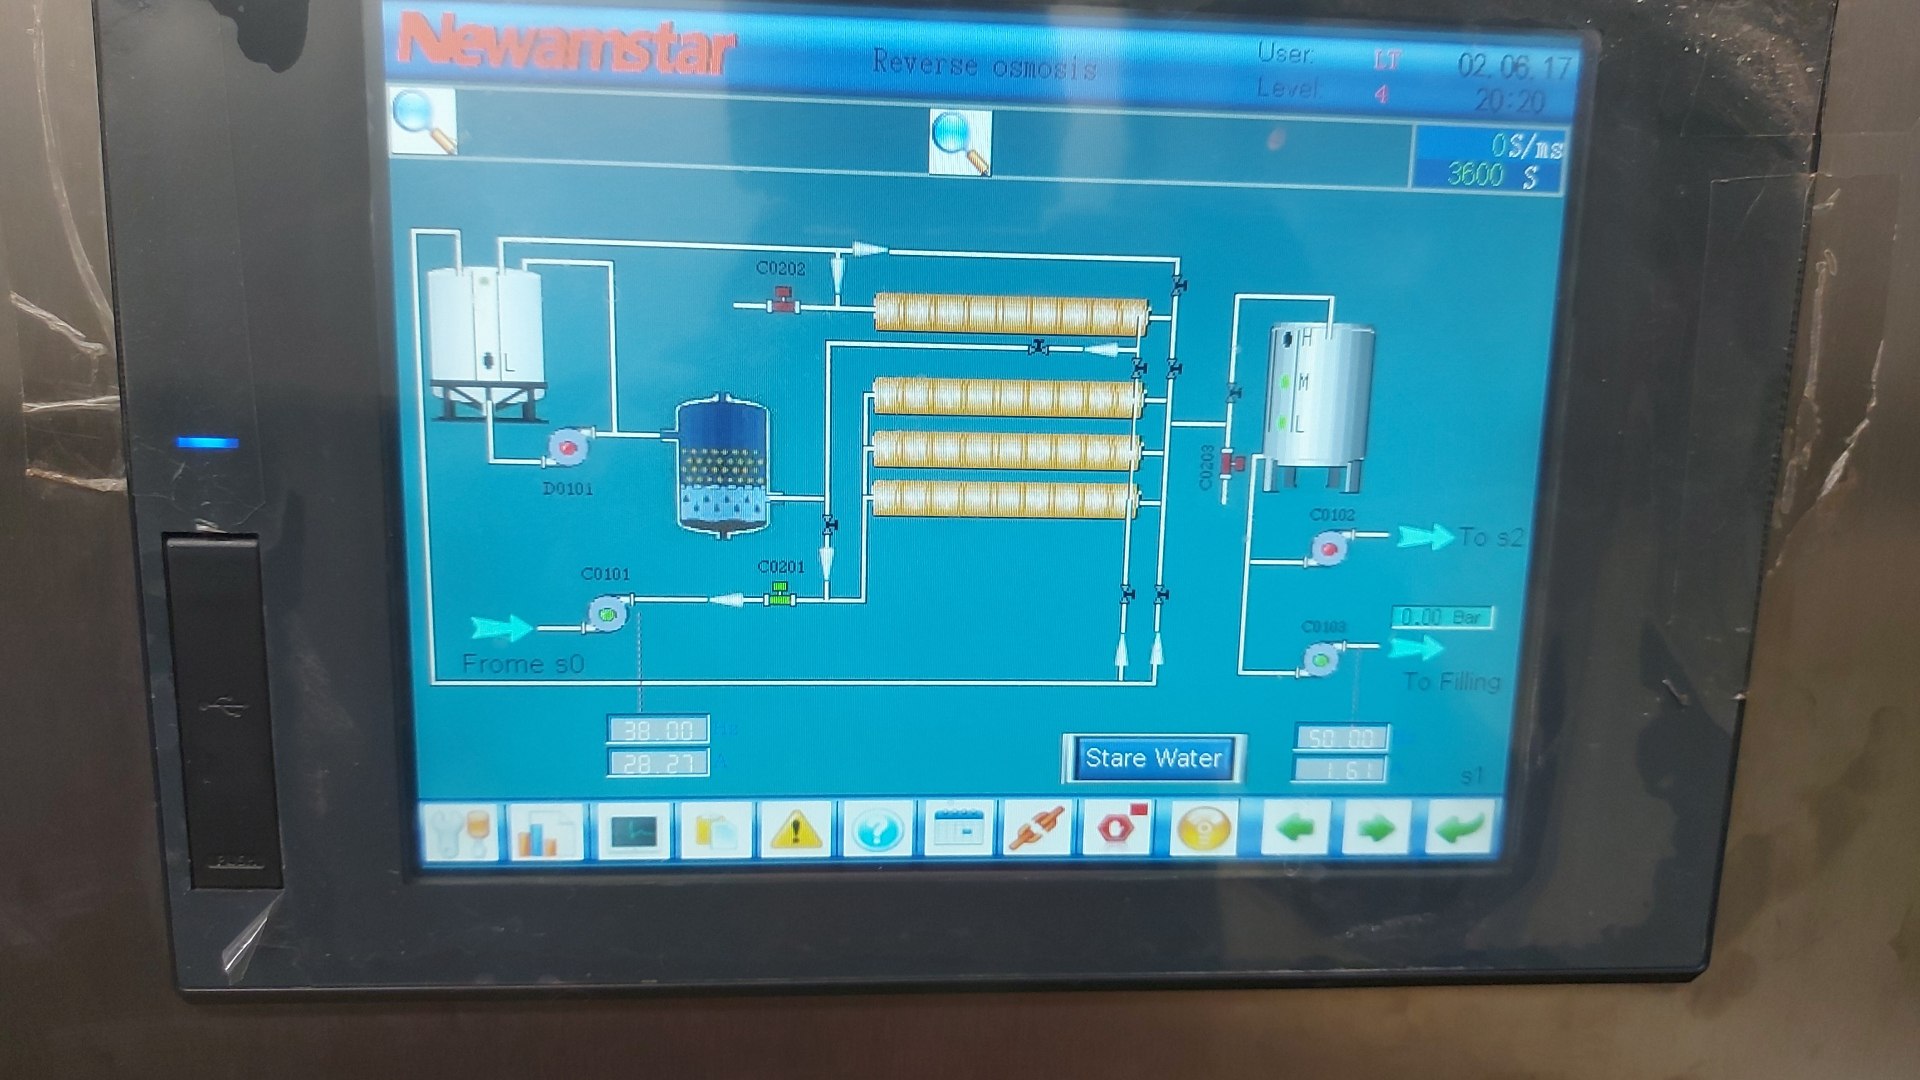 Newamstar
Reverse osmosis
User: LT
Level: 4
02.06.17
20:20
0 S/ms
3600 S
C0202
L
H
M
L
C0203
D0101
C0102
To s2
C0201
C0101
Frome s0
0.00 Bar
C0103
To Filling
38.00
28.27
Stare Water
50.00
1.61
s1